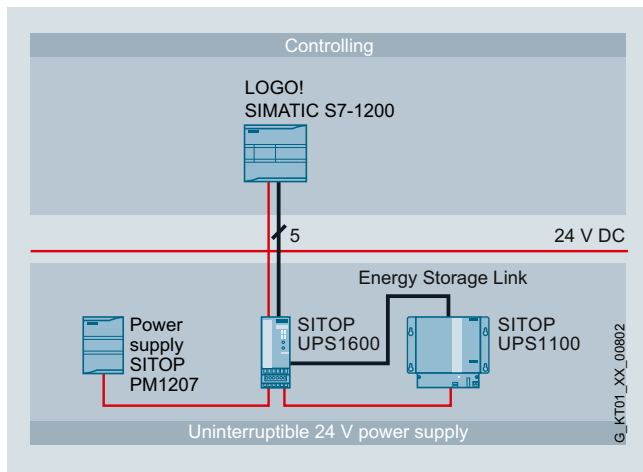 Controlling
LOGO!
SIMATIC S7-1200
5
24 V DC
Energy Storage Link
Power
supply
SITOP
PM1207
SITOP
UPS1600
SITOP
UPS1100
Uninterruptible 24 V power supply
G_KT01_XX_00802